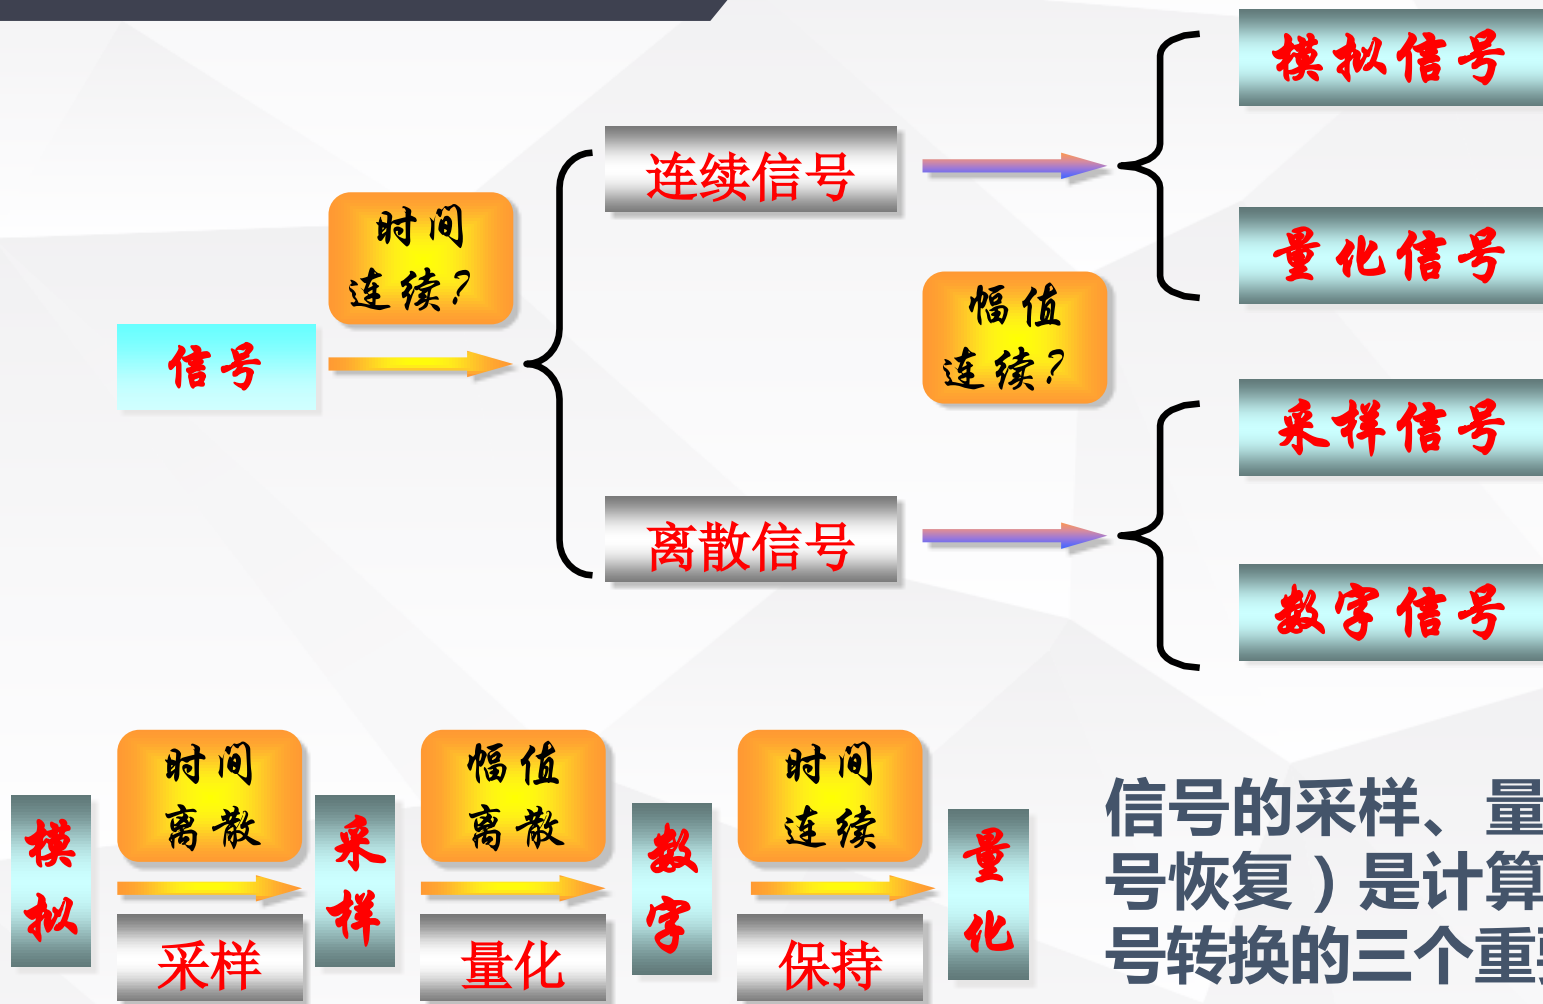 模拟信号
连续信号
时间
连续？
量化信号
幅值
连续？
信号
采样信号
离散信号
数字信号
时间
离散
幅值
离散
时间
连续
模拟
采样
数字
量化
采样
量化
保持
信号的采样、量
号恢复）是计算
号转换的三个重要